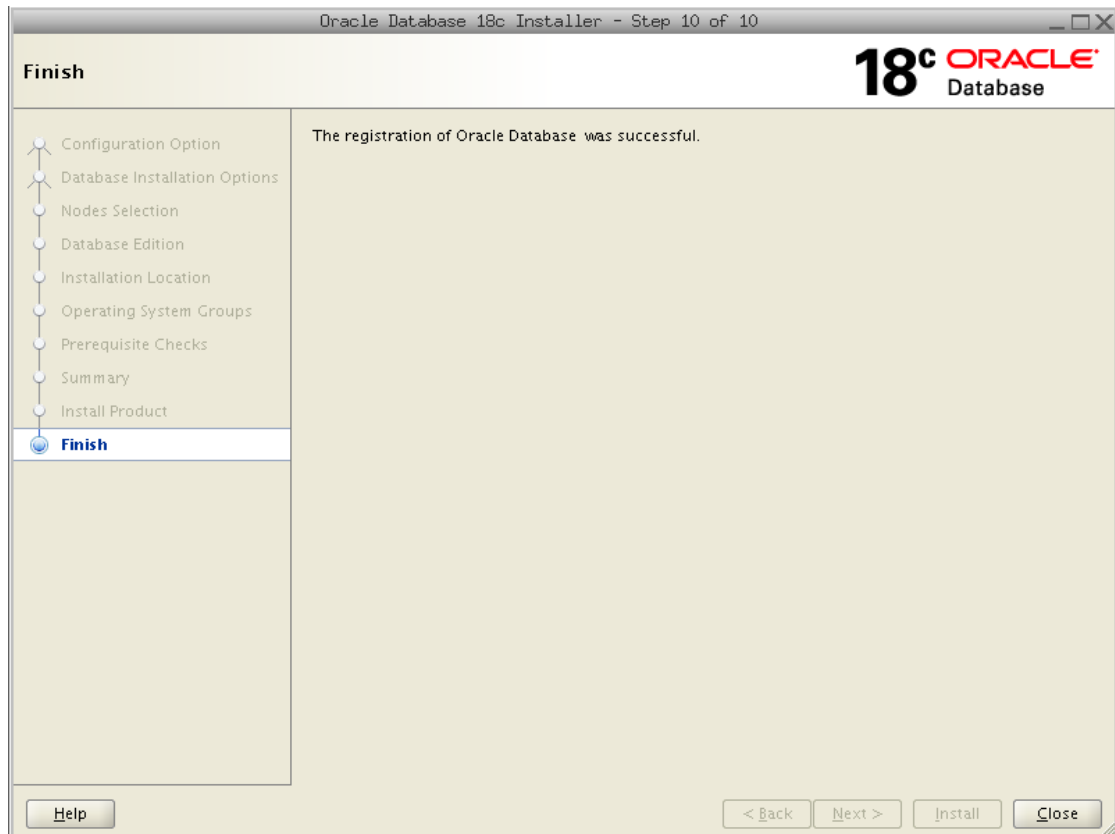 Oracle Database 18c Installer - Step 10 of 10
Finish
18c ORACLE
Database
Configuration Option
Database Installation Options
Nodes Selection
Database Edition
Installation Location
Operating System Groups
Prerequisite Checks
Summary
Install Product
Finish
The registration of Oracle Database was successful.
Help
< Back
Next >
Install
Close